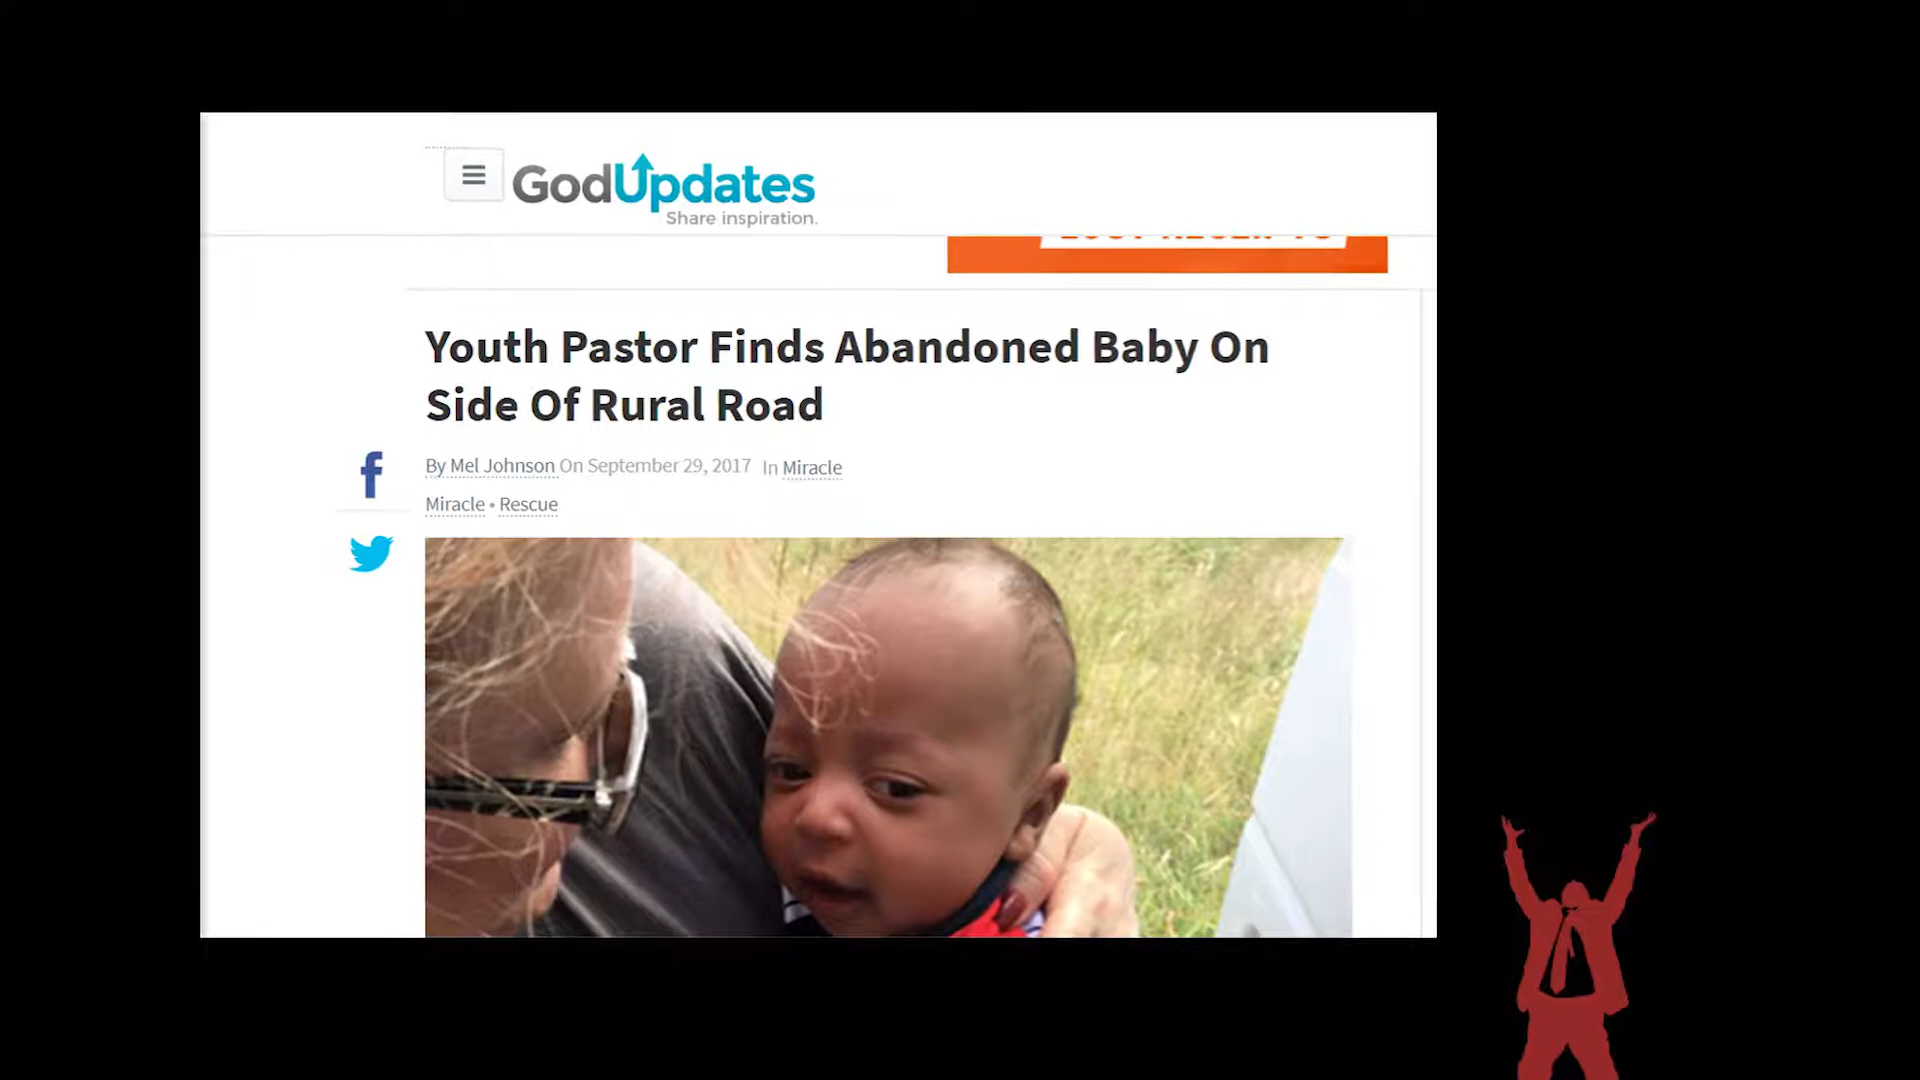 GodUpdates
Share inspiration.
Youth Pastor Finds Abandoned Baby On
Side Of Rural Road
By Mel Johnson On September 29, 2017 In Miracle
Miracle • Rescue